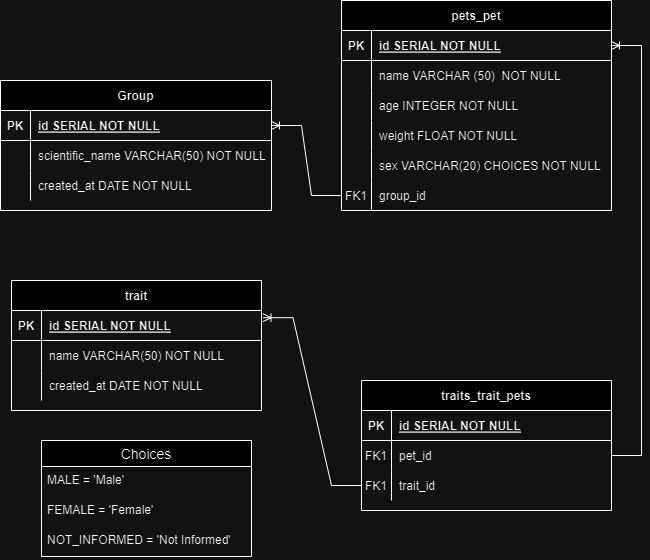 pets_pet
PK id SERIAL NOT NULL
name VARCHAR (50) NOT NULL
age INTEGER NOT NULL
weight FLOAT NOT NULL
sex VARCHAR(20) CHOICES NOT NULL
FK1 group_id
Group
PK id SERIAL NOT NULL
scientific_name VARCHAR(50) NOT NULL
created_at DATE NOT NULL
trait
PK id SERIAL NOT NULL
name VARCHAR(50) NOT NULL
created_at DATE NOT NULL
traits_trait_pets
PK id SERIAL NOT NULL
FK1 pet_id
FK1 trait_id
Choices
MALE = 'Male'
FEMALE = 'Female'
NOT_INFORMED = 'Not Informed'